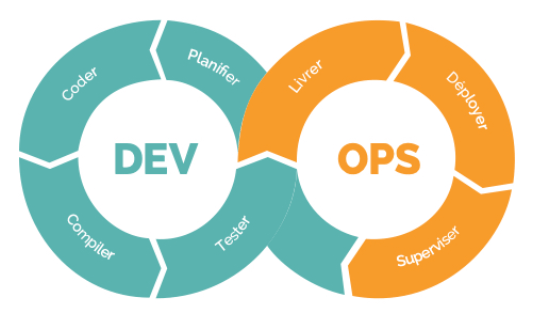 Coder
Planifier
Livrer
Déployer
DEV
OPS
Compiler
Tester
Superviser